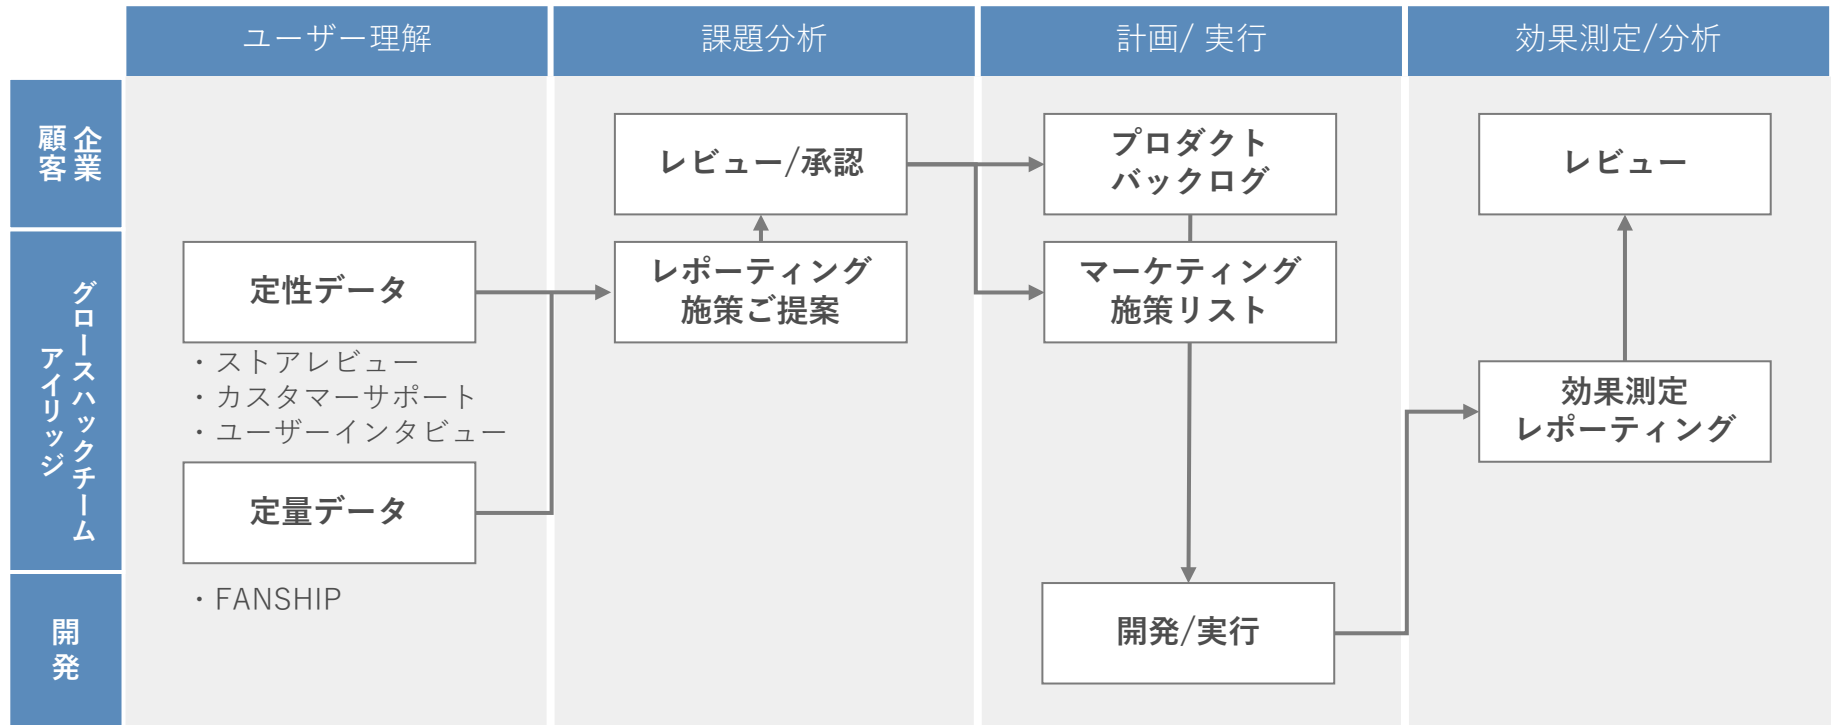 ユーザー理解
課題分析
計画/ 実行
効果測定/分析
企業
顧客
レビュー/承認
プロダクト
バックログ
レビュー
グロースハックチーム
アイリッジ
定性データ
・ストアレビュー
・カスタマーサポート
・ユーザーインタビュー
定量データ
・FANSHIP
レポーティング
施策ご提案
マーケティング
施策リスト
効果測定
レポーティング
開発
開発/実行